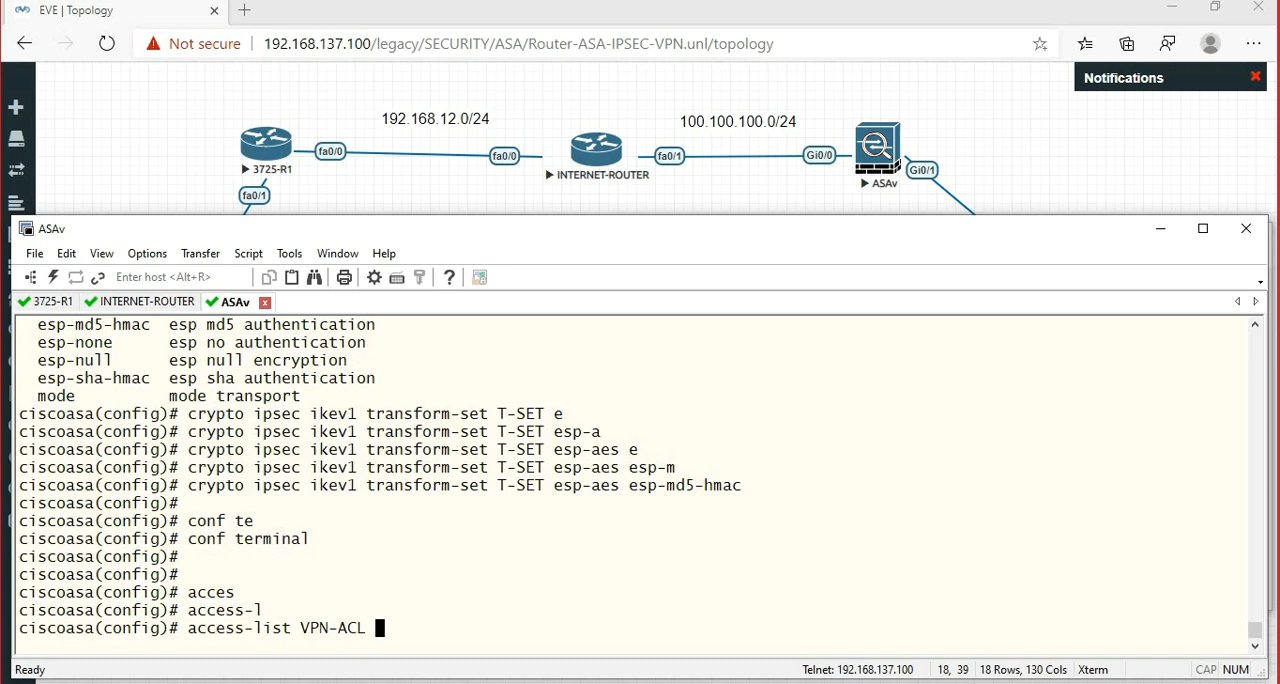 EVE | Topology
Not secure 192.168.137.100/legacy/SECURITY/ASA/Router-ASA-IPSEC-VPN.unl/topology
Notifications
192.168.12.0/24
100.100.100.0/24
fa0/0
fa0/0
fa0/1
Gi0/0
Gi0/1
3725-R1
INTERNET-ROUTER
ASAv
fa0/1
ASAv
File Edit View Options Transfer Script Tools Window Help
Enter host <Alt+R>
3725-R1 INTERNET-ROUTER ASAv
esp-md5-hmac esp md5 authentication
esp-none esp no authentication
esp-null esp null encryption
esp-sha-hmac esp sha authentication
mode mode transport
ciscoasa(config)# crypto ipsec ikev1 transform-set T-SET e
ciscoasa(config)# crypto ipsec ikev1 transform-set T-SET esp-a
ciscoasa(config)# crypto ipsec ikev1 transform-set T-SET esp-aes e
ciscoasa(config)# crypto ipsec ikev1 transform-set T-SET esp-aes esp-m
ciscoasa(config)# crypto ipsec ikev1 transform-set T-SET esp-aes esp-md5-hmac
ciscoasa(config)#
ciscoasa(config)# conf te
ciscoasa(config)# conf terminal
ciscoasa(config)#
ciscoasa(config)#
ciscoasa(config)# acces
ciscoasa(config)# access-l
ciscoasa(config)# access-list VPN-ACL
Ready Telnet: 192.168.137.100 18, 39 18 Rows, 130 Cols Xterm CAP NUM